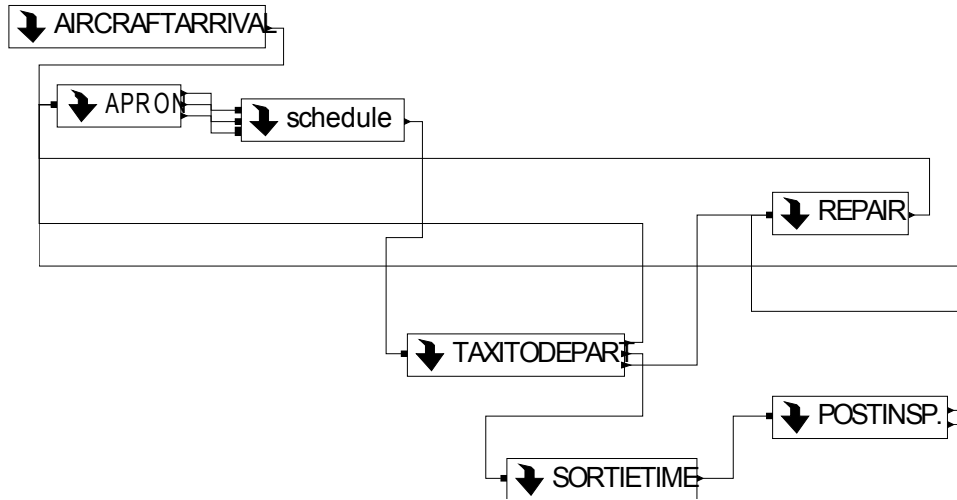 AIRCRAFTARRIVAL
APRON
schedule
REPAIR
TAXITODEPART
POSTINSP.
SORTIETIME